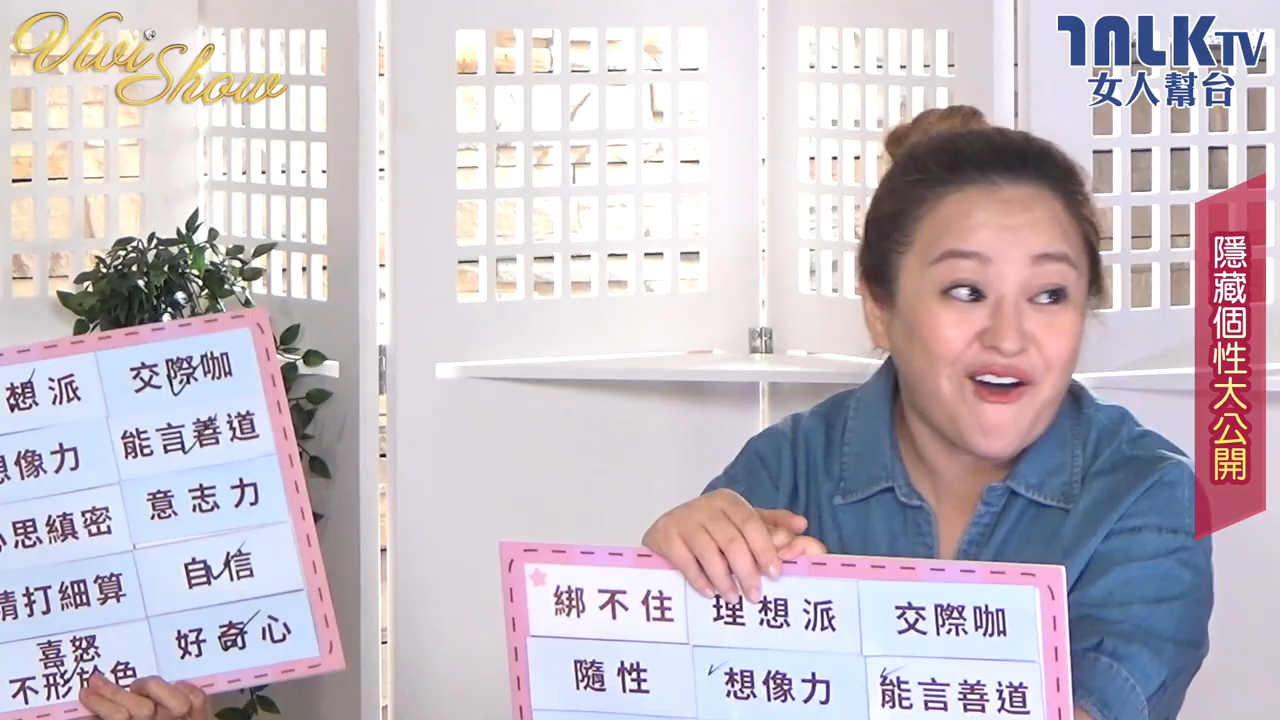 Vivi Show
TALKTV
女人幫台
隱藏個性大公開
想派
交際咖
想像力
能言善道
心思縝密
意志力
精打細算
自信
喜怒
不形於色
好奇心
綁不住
理想派
交際咖
隨性
想像力
能言善道